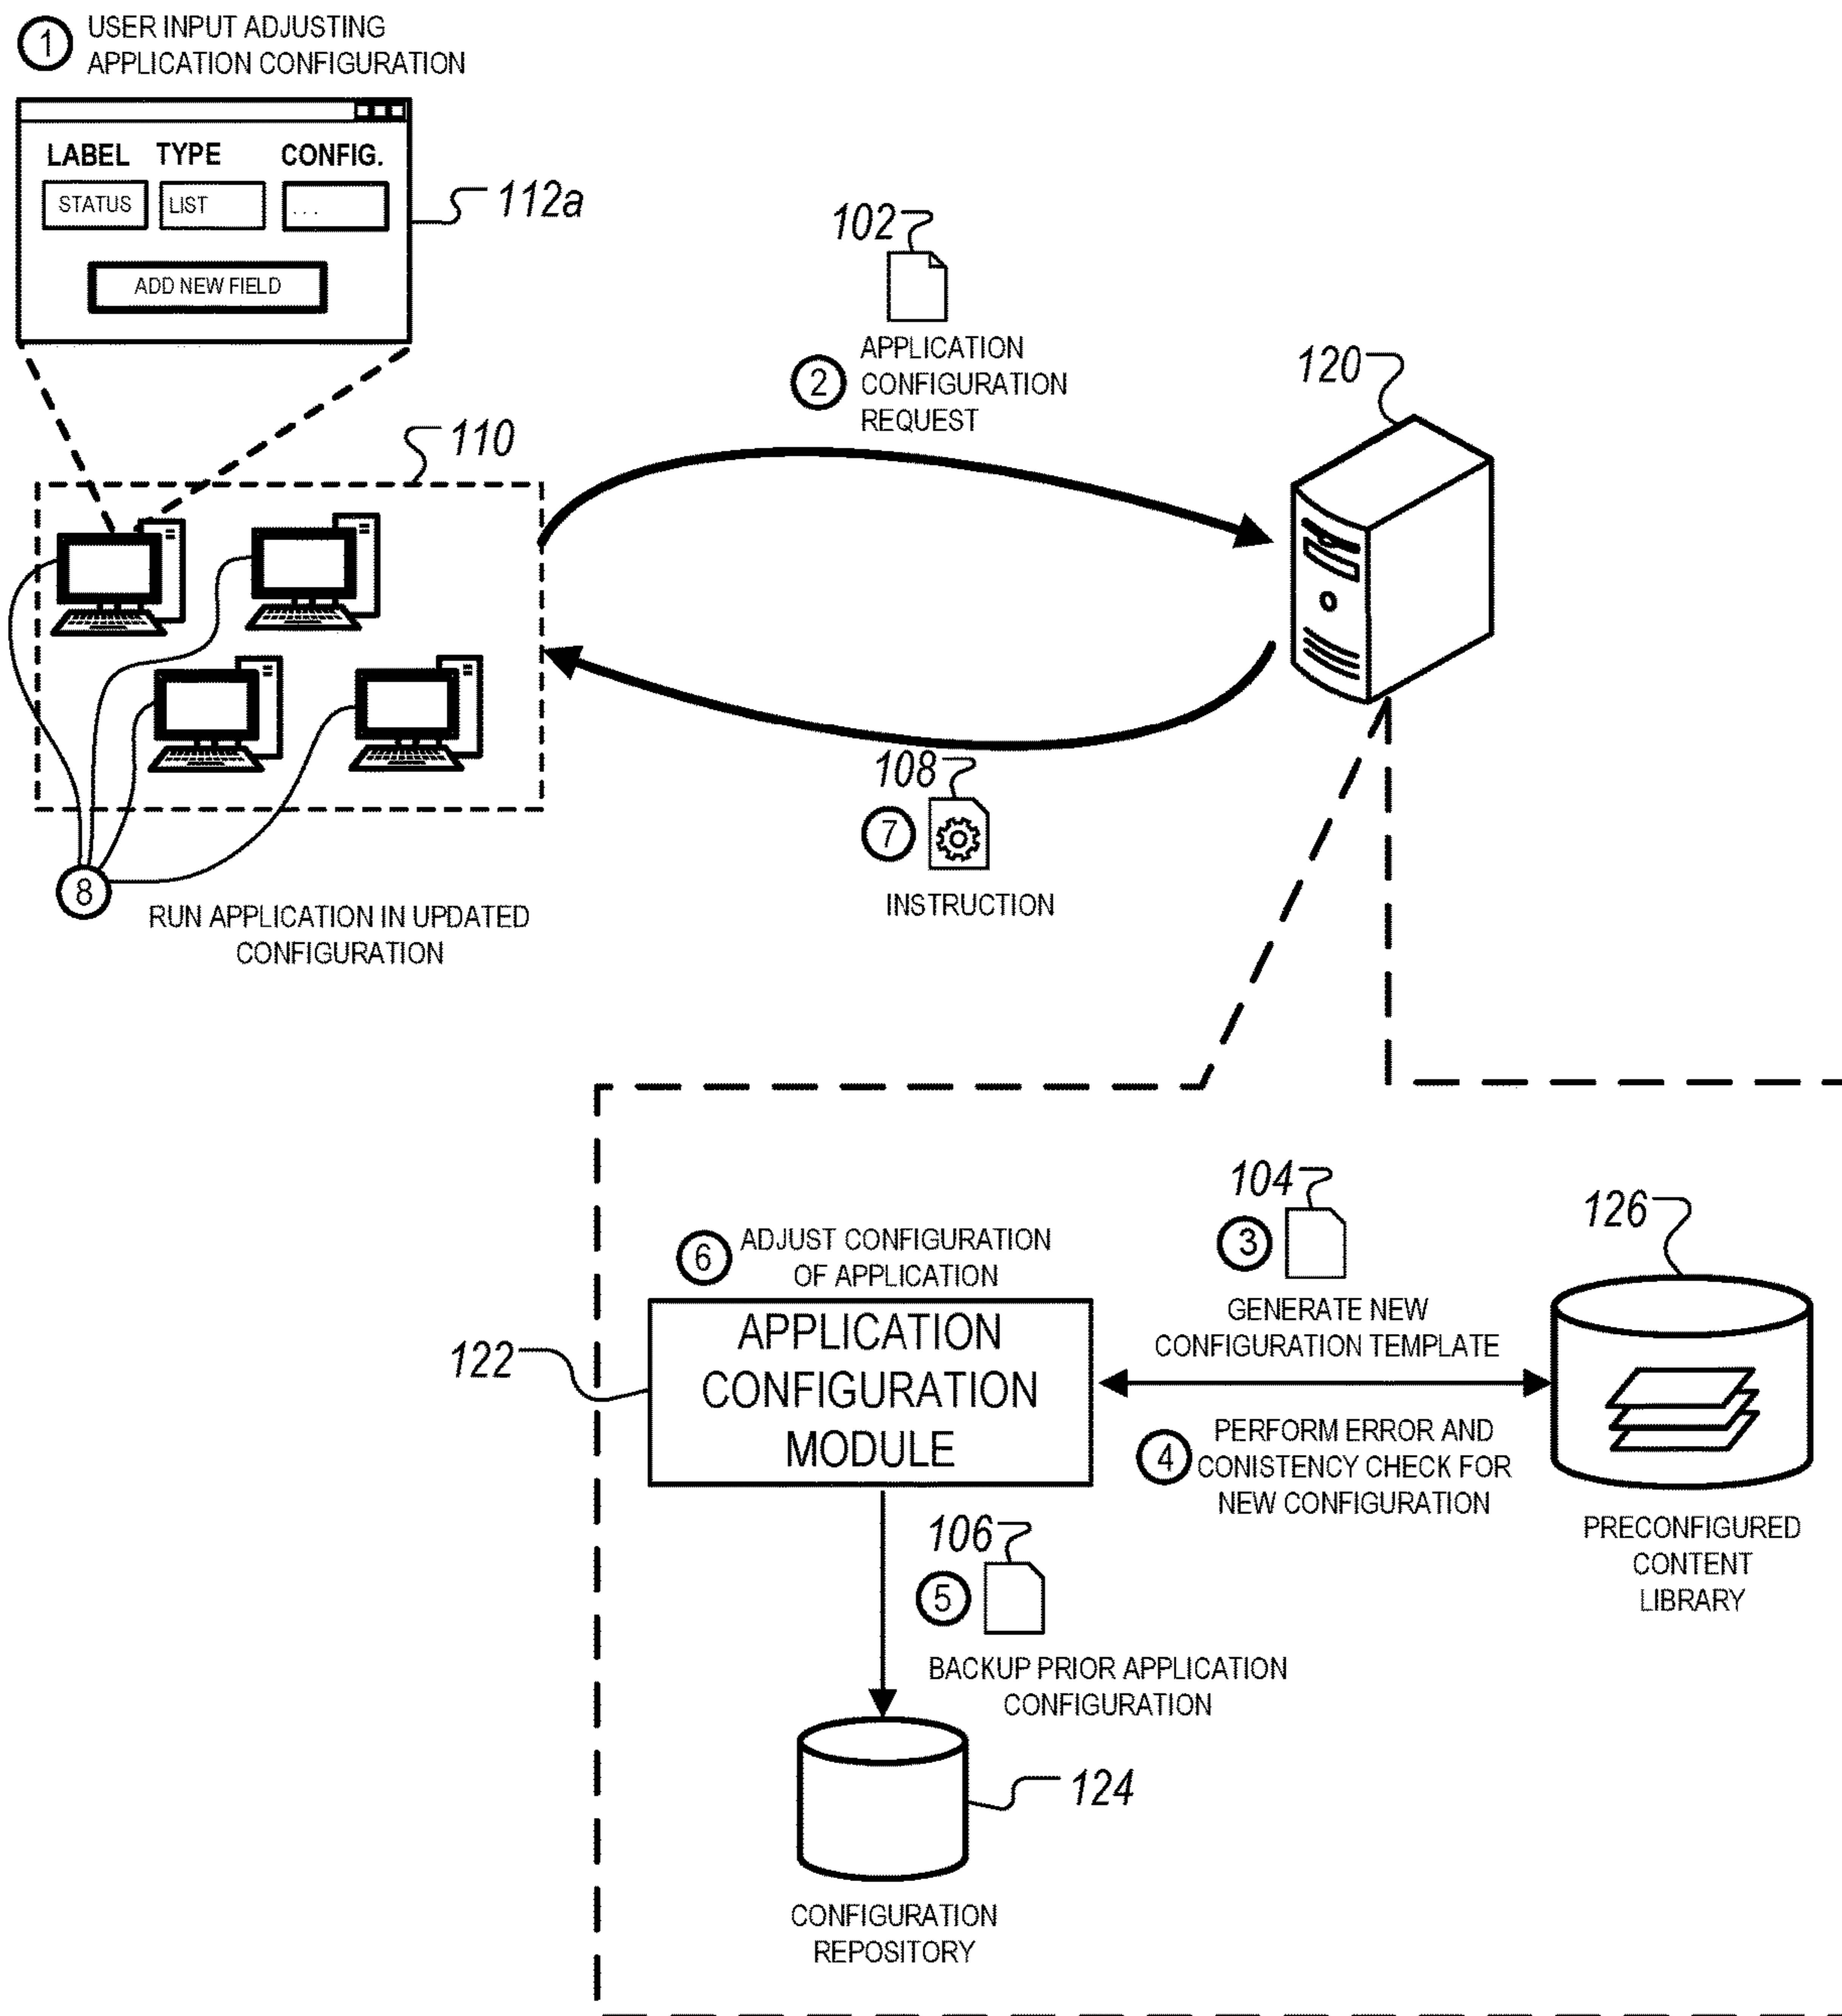 1 USER INPUT ADJUSTING
APPLICATION CONFIGURATION
LABEL TYPE CONFIG.
STATUS LIST ...
ADD NEW FIELD
112a
102
2 APPLICATION
CONFIGURATION
REQUEST
120
110
108
7
INSTRUCTION
8
RUN APPLICATION IN UPDATED
CONFIGURATION
104
3
GENERATE NEW
CONFIGURATION TEMPLATE
126
6 ADJUST CONFIGURATION
OF APPLICATION
122
APPLICATION
CONFIGURATION
MODULE
4 PERFORM ERROR AND
CONISTENCY CHECK FOR
NEW CONFIGURATION
PRECONFIGURED
CONTENT
LIBRARY
106
5
BACKUP PRIOR APPLICATION
CONFIGURATION
124
CONFIGURATION
REPOSITORY